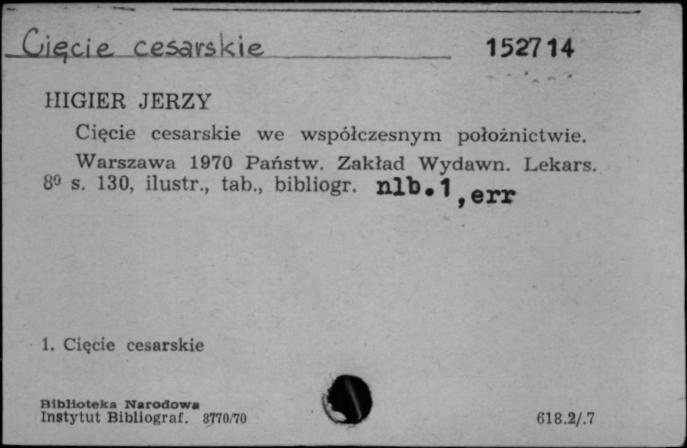 Cięcie cesarskie 152714
HIGIER JERZY
Cięcie cesarskie we współczesnym położnictwie.
Warszawa 1970 Państw. Zakład Wydawn. Lekars.
8⁰ s. 130, ilustr., tab., bibliogr. nlb.1, err
1. Cięcie cesarskie
Biblioteka Narodowa
Instytut Bibliograf. 8770/70 618.2/.7